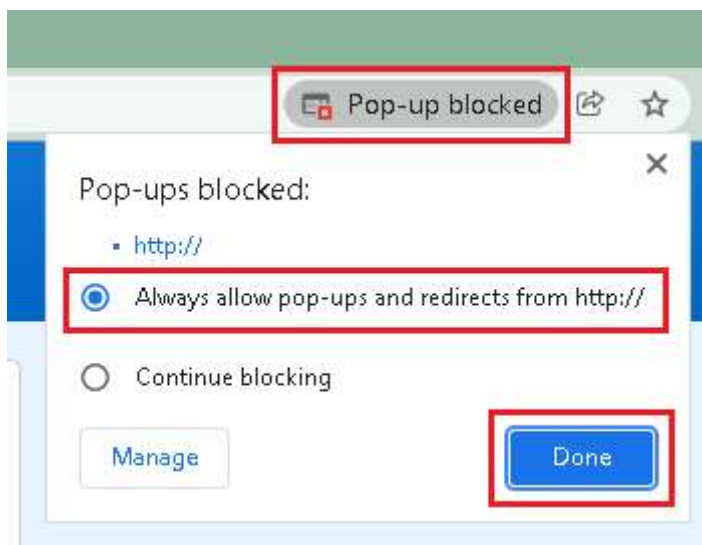 Pop-up blocked
Pop-ups blocked:
http://
Always allow pop-ups and redirects from http://
Continue blocking
Manage
Done